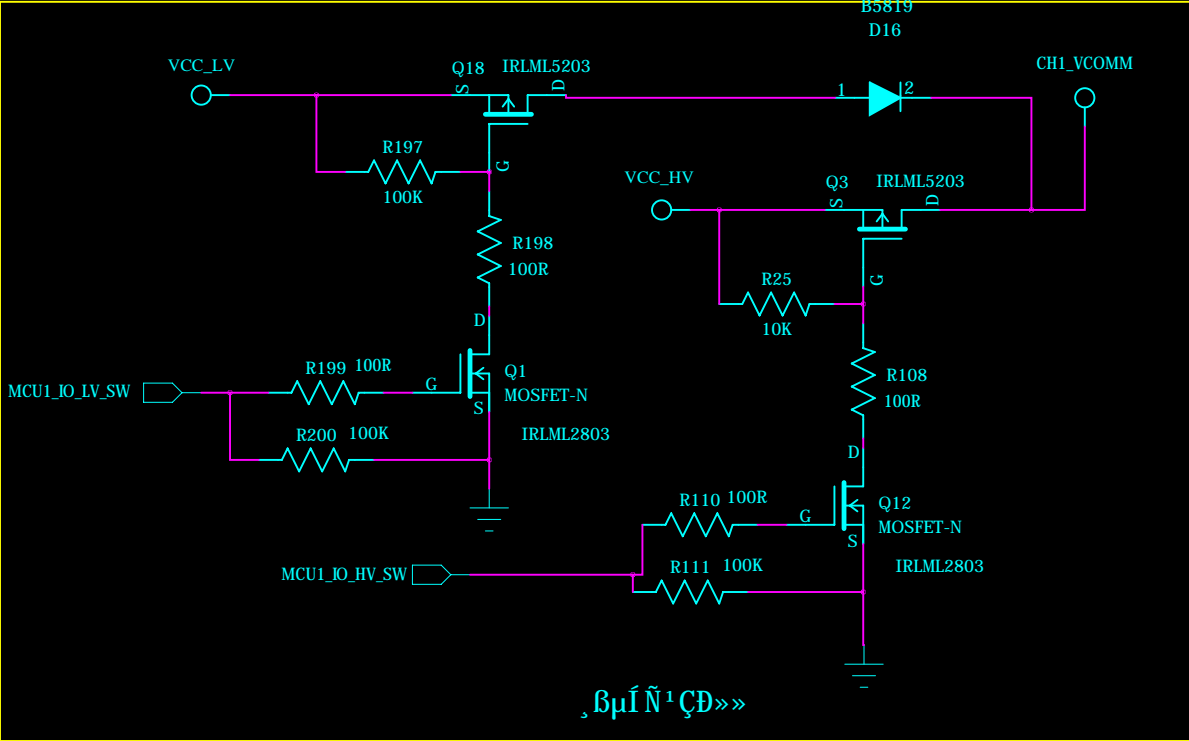 B5819
D16
VCC_LV
Q18 IRLML5203
CH1_VCOMM
S
D
1
2
R197
100K
G
VCC_HV
Q3 IRLML5203
S
D
R198
100R
R25
10K
G
D
R199 100R
MCU1_IO_LV_SW
G
Q1
MOSFET-N
S
IRLML2803
R200 100K
R108
100R
D
R110 100R
G
Q12
MOSFET-N
S
IRLML2803
MCU1_IO_HV_SW
R111 100K
¸ßµÍÑ¹ÇÐ»»